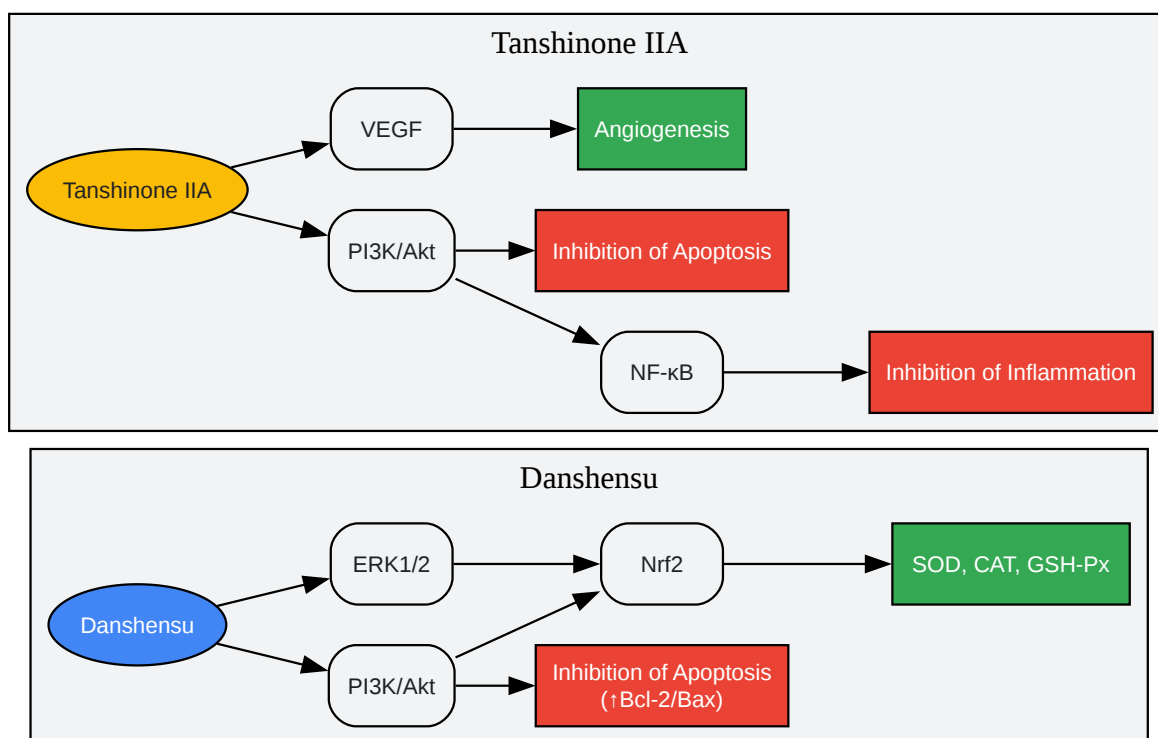 Tanshinone IIA
VEGF
Angiogenesis
Tanshinone IIA
PI3K/Akt
Inhibition of Apoptosis
NF-κB
Inhibition of Inflammation
Danshensu
ERK1/2
Nrf2
SOD, CAT, GSH-Px
Danshensu
PI3K/Akt
Inhibition of Apoptosis
(↑Bcl-2/Bax)